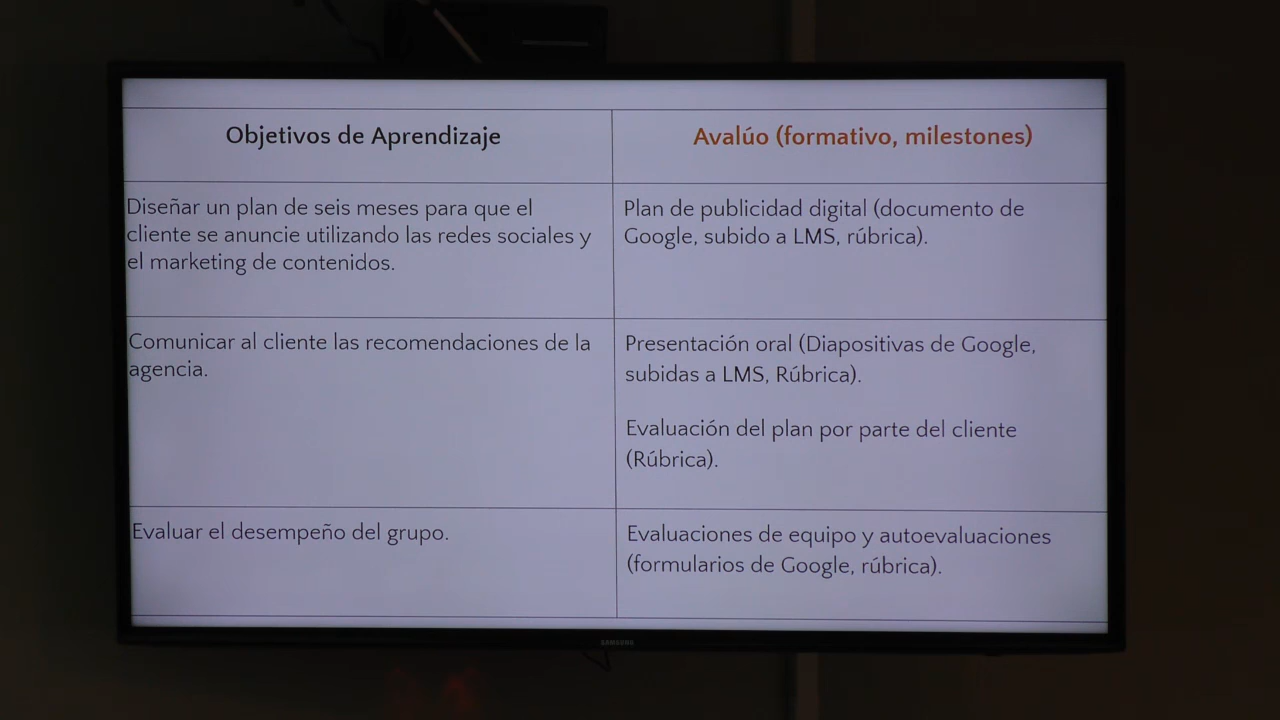 Objetivos de Aprendizaje
Avalúo (formativo, milestones)
Diseñar un plan de seis meses para que el
cliente se anuncie utilizando las redes sociales y
el marketing de contenidos.
Plan de publicidad digital (documento de
Google, subido a LMS, rúbrica).
Comunicar al cliente las recomendaciones de la
agencia.
Presentación oral (Diapositivas de Google,
subidas a LMS, Rúbrica).
Evaluación del plan por parte del cliente
(Rúbrica).
Evaluar el desempeño del grupo.
Evaluaciones de equipo y autoevaluaciones
(formularios de Google, rúbrica).
SAMSUNG